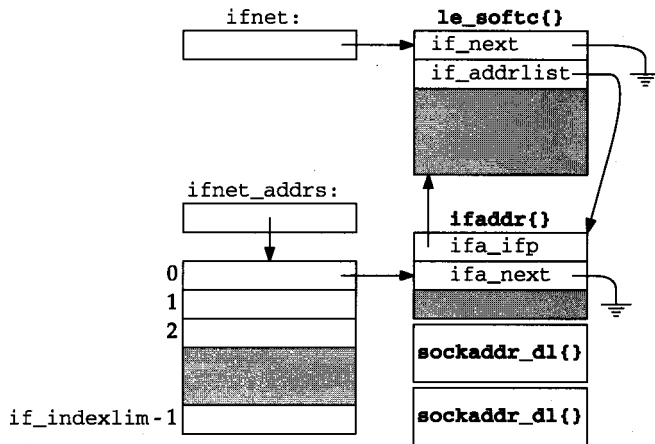 ifnet:
le_softc{}
if_next
if_addrlist
ifnet_addrs:
ifaddr{}
ifa_ifp
0
ifa_next
1
2
sockaddr_dl{}
if_indexlim-1
sockaddr_dl{}